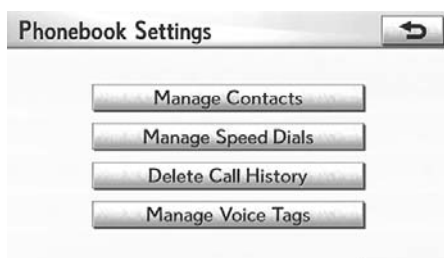 Phonebook Settings
Manage Contacts
Manage Speed Dials
Delete Call History
Manage Voice Tags